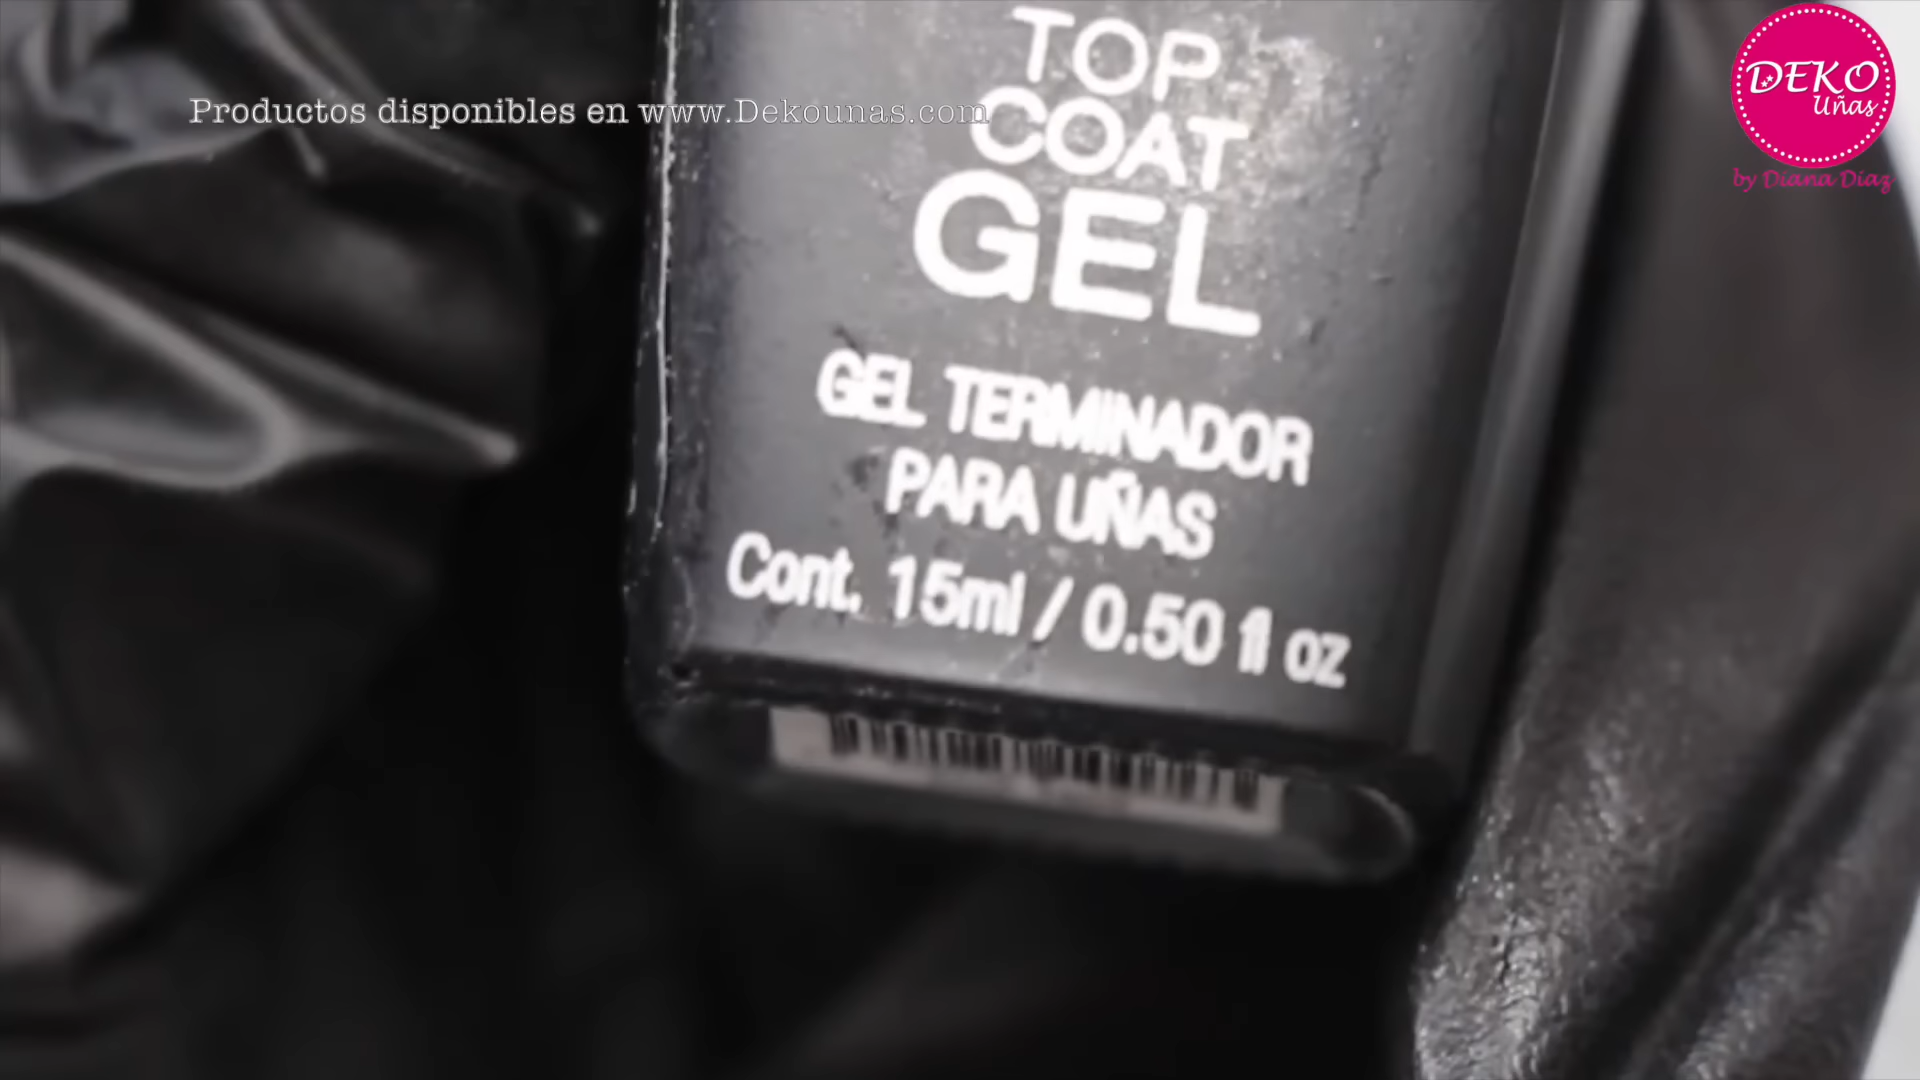 Productos disponibles en www.Dekounas.com
DEKO
Uñas
by Diana Díaz
TOP
COAT
GEL
GEL TERMINADOR
PARA UÑAS
Cont. 15ml / 0.50 fl oz